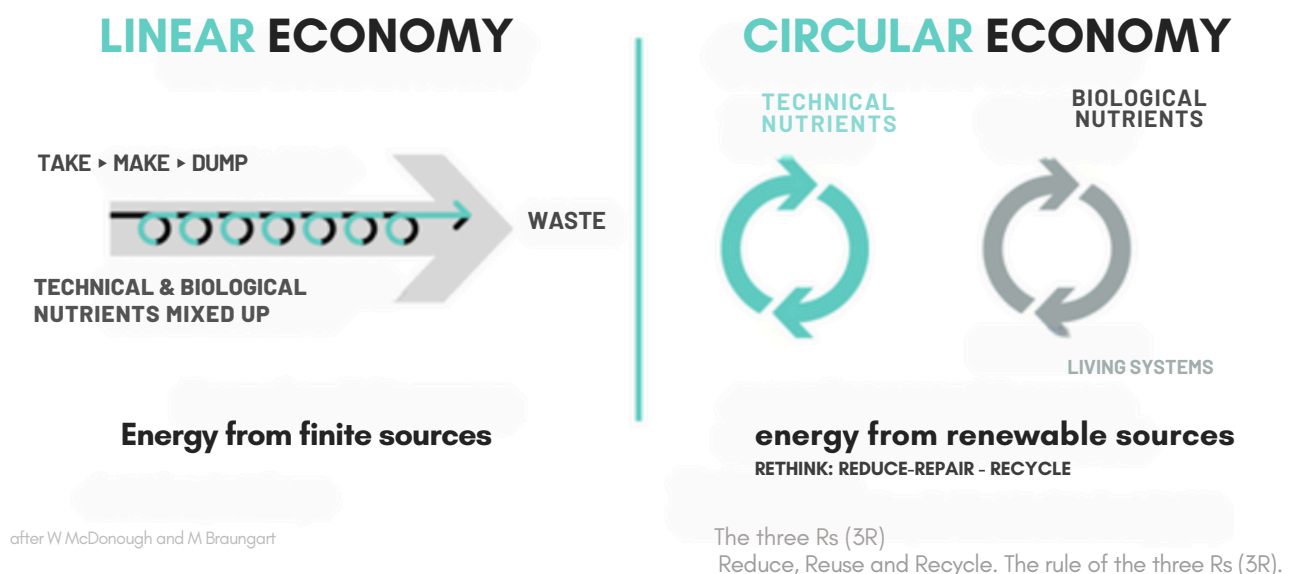 LINEAR ECONOMY
TAKE ▸ MAKE ▸ DUMP
WASTE
TECHNICAL & BIOLOGICAL
NUTRIENTS MIXED UP
Energy from finite sources
after W McDonough and M Braungart
CIRCULAR ECONOMY
TECHNICAL
NUTRIENTS
BIOLOGICAL
NUTRIENTS
LIVING SYSTEMS
energy from renewable sources
RETHINK: REDUCE-REPAIR - RECYCLE
The three Rs (3R)
Reduce, Reuse and Recycle. The rule of the three Rs (3R).